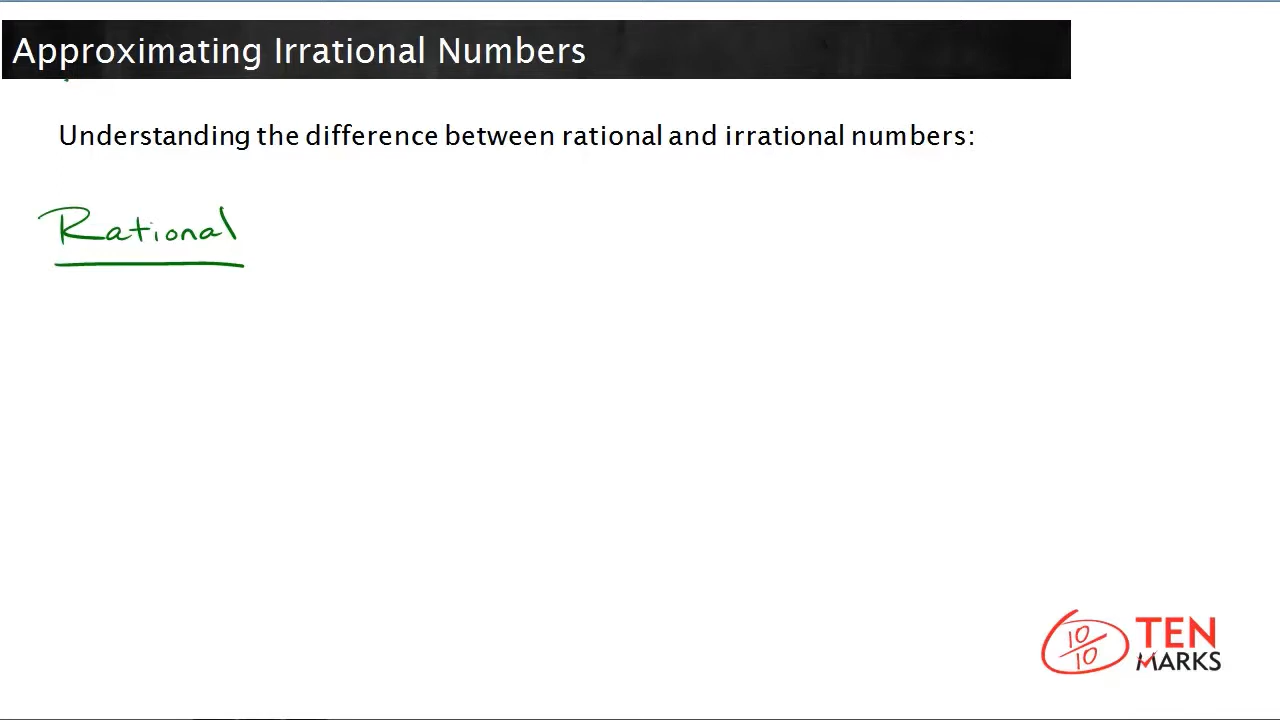 Approximating Irrational Numbers
Understanding the difference between rational and irrational numbers:
Rational
10
10
TEN
MARKS